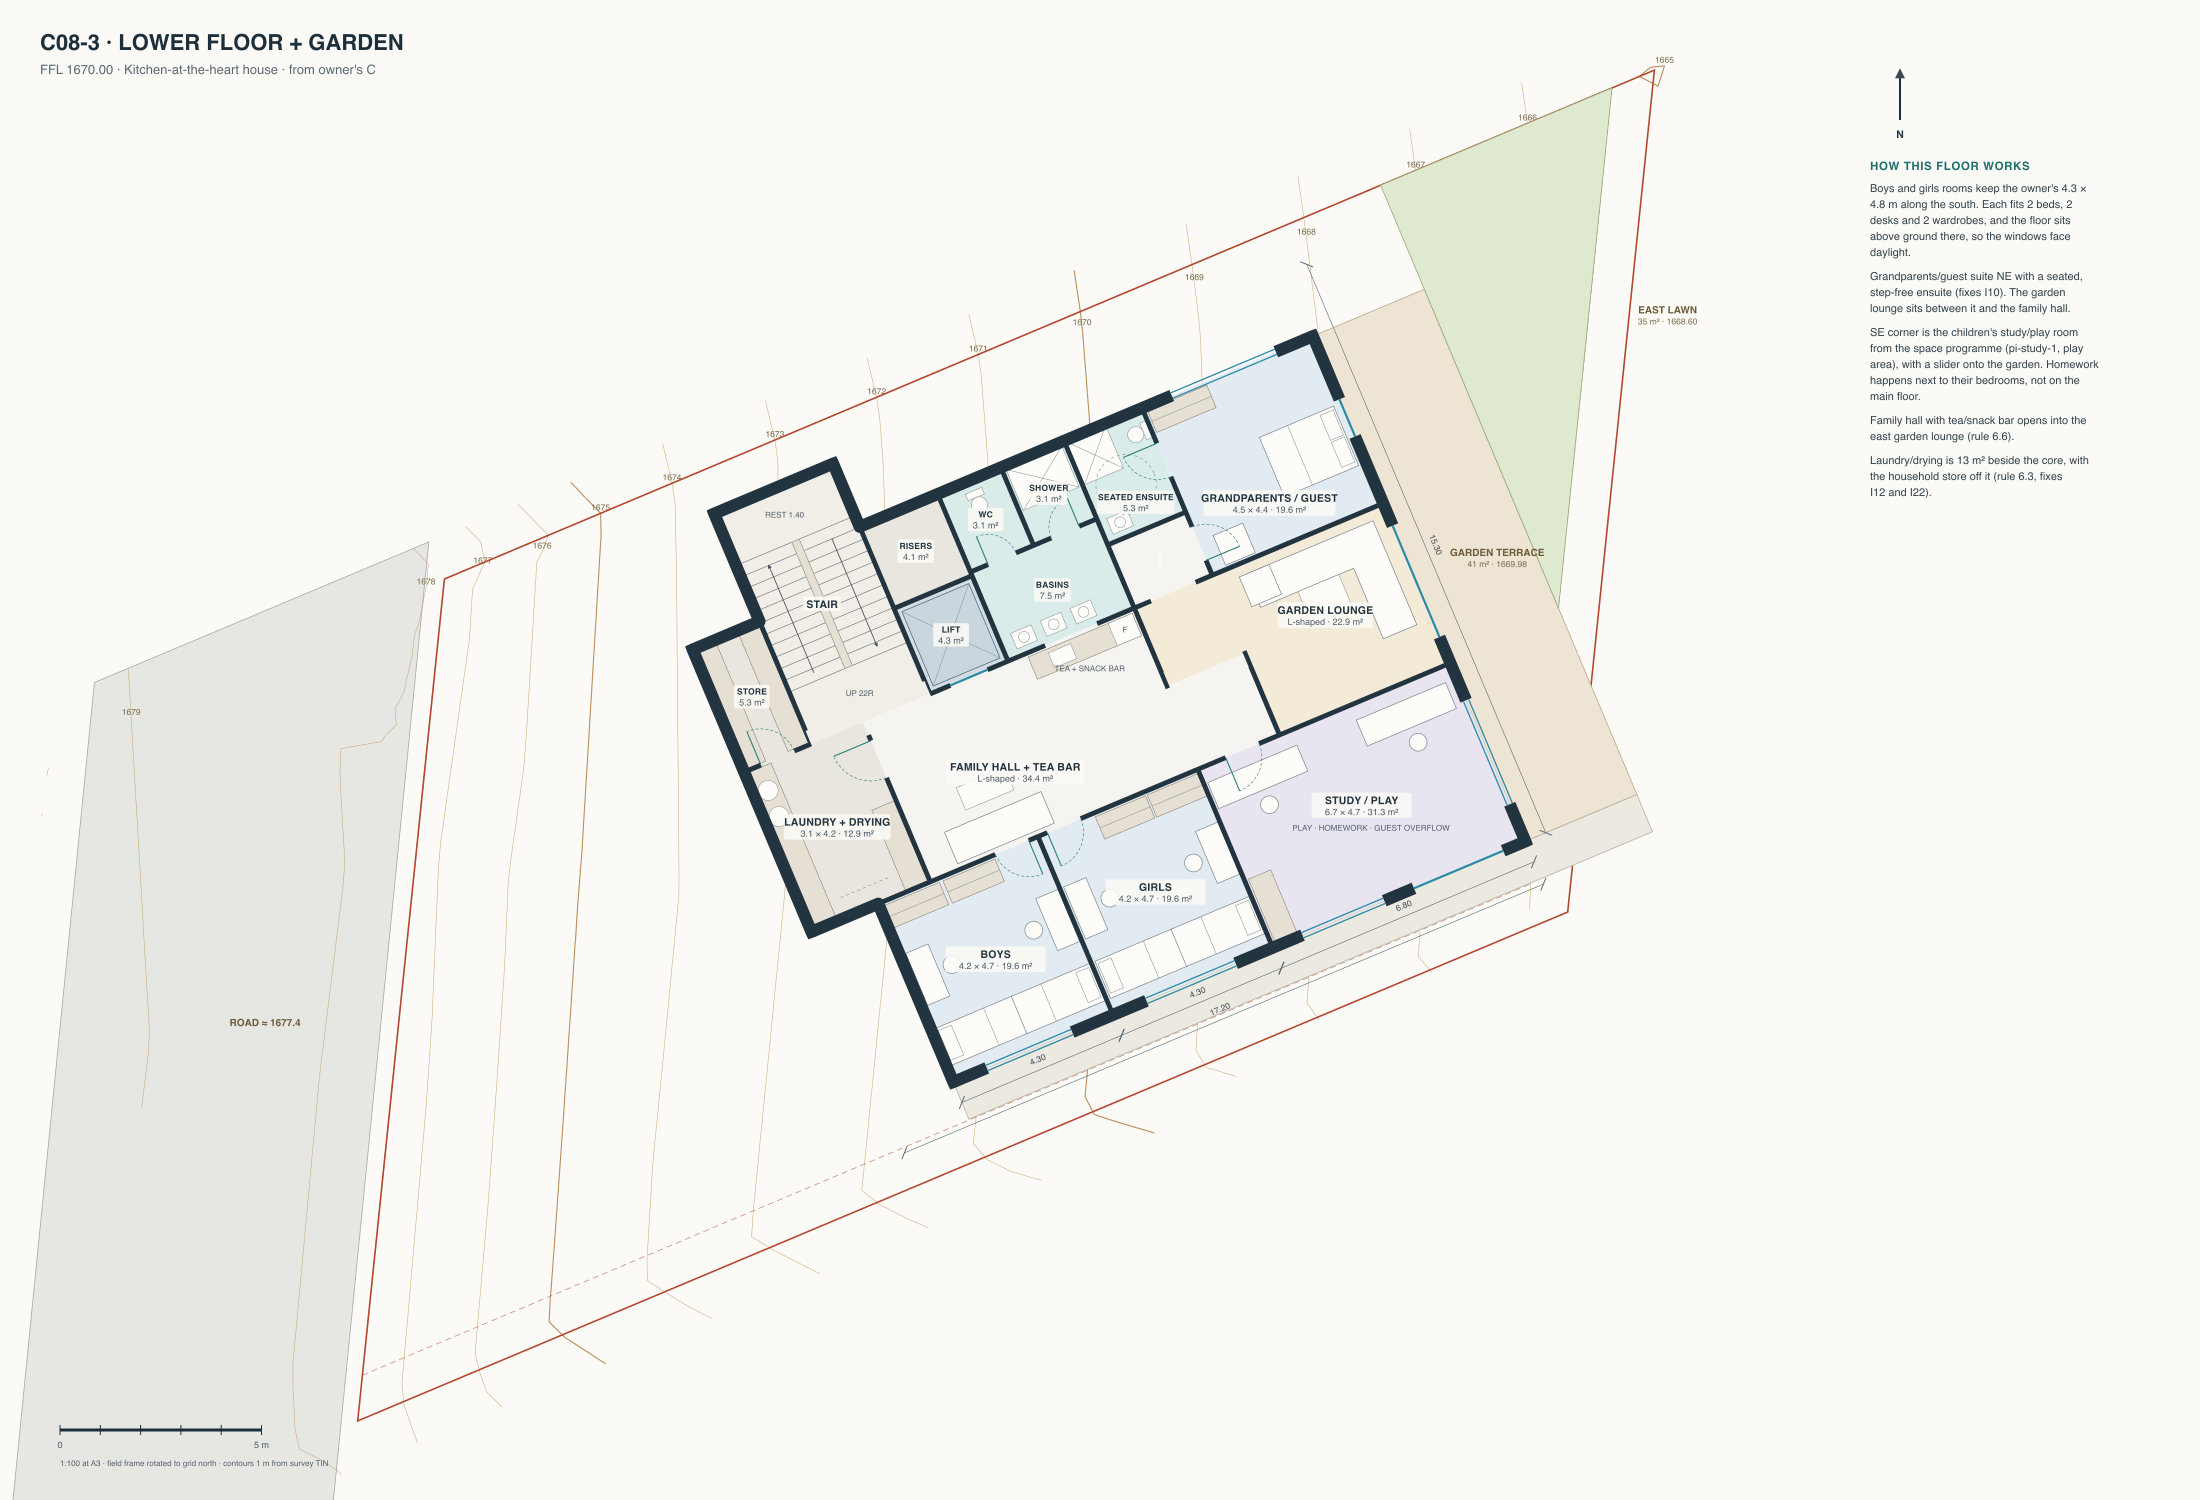 C08-3 · LOWER FLOOR + GARDEN
FFL 1670.00 · Kitchen-at-the-heart house · from owner's C
N
HOW THIS FLOOR WORKS
Boys and girls rooms keep the owner's 4.3 ×
4.8 m along the south. Each fits 2 beds, 2
desks and 2 wardrobes, and the floor sits
above ground there, so the windows face
daylight.
Grandparents/guest suite NE with a seated,
step-free ensuite (fixes I10). The garden
lounge sits between it and the family hall.
SE corner is the children's study/play room
from the space programme (pi-study-1, play
area), with a slider onto the garden. Homework
happens next to their bedrooms, not on the
main floor.
Family hall with tea/snack bar opens into the
east garden lounge (rule 6.6).
Laundry/drying is 13 m² beside the core, with
the household store off it (rule 6.3, fixes
I12 and I22).
1665
1666
1667
1668
1669
1670
1671
1672
1673
1674
1675
1676
1677
1678
1679
EAST LAWN
35 m² · 1668.60
GARDEN TERRACE
41 m² · 1669.98
15.30
REST 1.40
RISERS
4.1 m²
WC
3.1 m²
SHOWER
3.1 m²
SEATED ENSUITE
5.3 m²
GRANDPARENTS / GUEST
4.5 × 4.4 · 19.6 m²
STAIR
LIFT
4.3 m²
BASINS
7.5 m²
F
TEA + SNACK BAR
GARDEN LOUNGE
L-shaped · 22.9 m²
STORE
5.3 m²
UP 22R
FAMILY HALL + TEA BAR
L-shaped · 34.4 m²
LAUNDRY + DRYING
3.1 × 4.2 · 12.9 m²
STUDY / PLAY
6.7 × 4.7 · 31.3 m²
PLAY · HOMEWORK · GUEST OVERFLOW
GIRLS
4.2 × 4.7 · 19.6 m²
BOYS
4.2 × 4.7 · 19.6 m²
6.80
4.30
17.20
4.30
ROAD ≈ 1677.4
0
5 m
1:100 at A3 · field frame rotated to grid north · contours 1 m from survey TIN